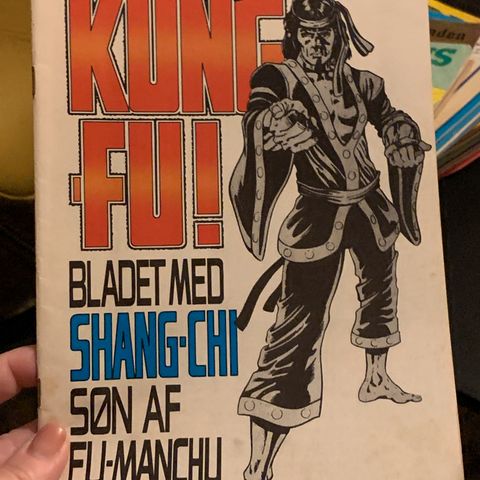 KUNG
-FU!
BLADET MED
SHANG-CHI
SØN AF
FU-MANCHU